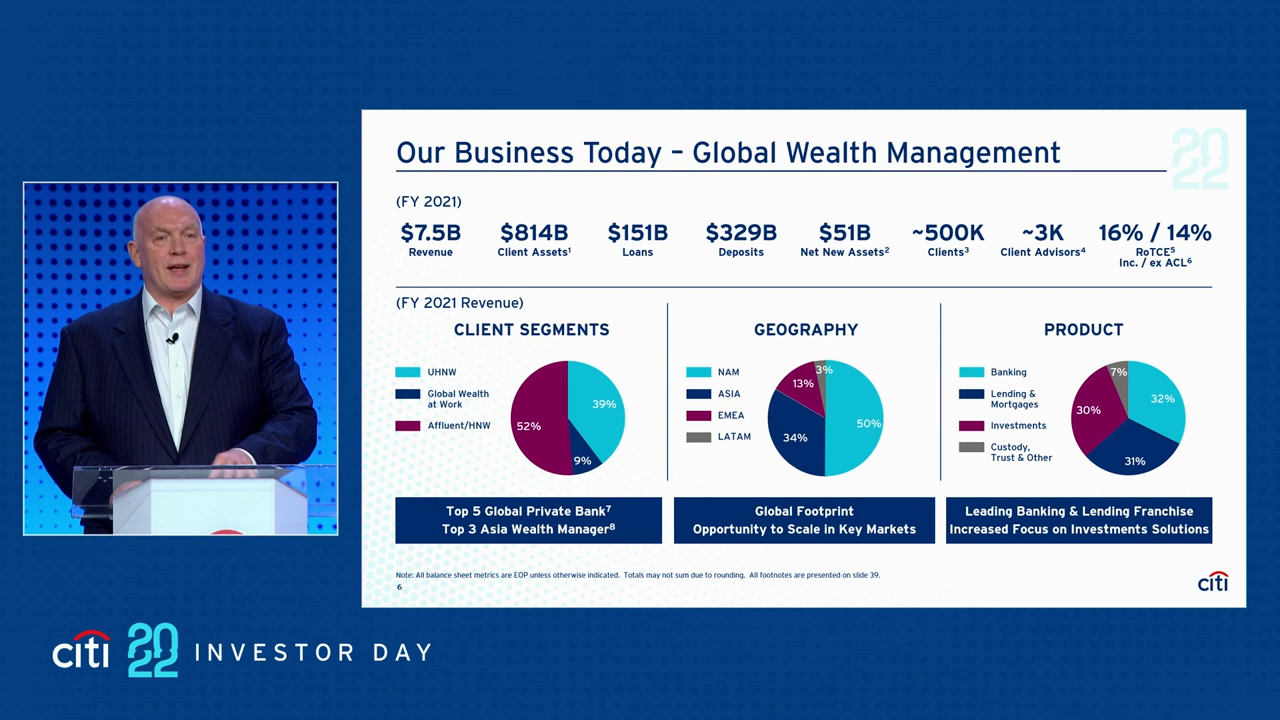 Our Business Today – Global Wealth Management
2022
(FY 2021)
$7.5B $814B $151B $329B $51B ~500K ~3K 16% / 14%
Revenue Client Assets¹ Loans Deposits Net New Assets² Clients³ Client Advisors⁴ RoTCE⁵
Inc. / ex ACL⁶
(FY 2021 Revenue)
CLIENT SEGMENTS
UHNW
Global Wealth
at Work
Affluent/HNW
39%
52%
9%
GEOGRAPHY
NAM
ASIA
EMEA
LATAM
3%
13%
50%
34%
PRODUCT
Banking
Lending &
Mortgages
Investments
Custody,
Trust & Other
7%
32%
30%
31%
Top 5 Global Private Bank⁷
Top 3 Asia Wealth Manager⁸
Global Footprint
Opportunity to Scale in Key Markets
Leading Banking & Lending Franchise
Increased Focus on Investments Solutions
Note: All balance sheet metrics are EOP unless otherwise indicated. Totals may not sum due to rounding. All footnotes are presented on slide 39.
6
citi
citi 2022 INVESTOR DAY